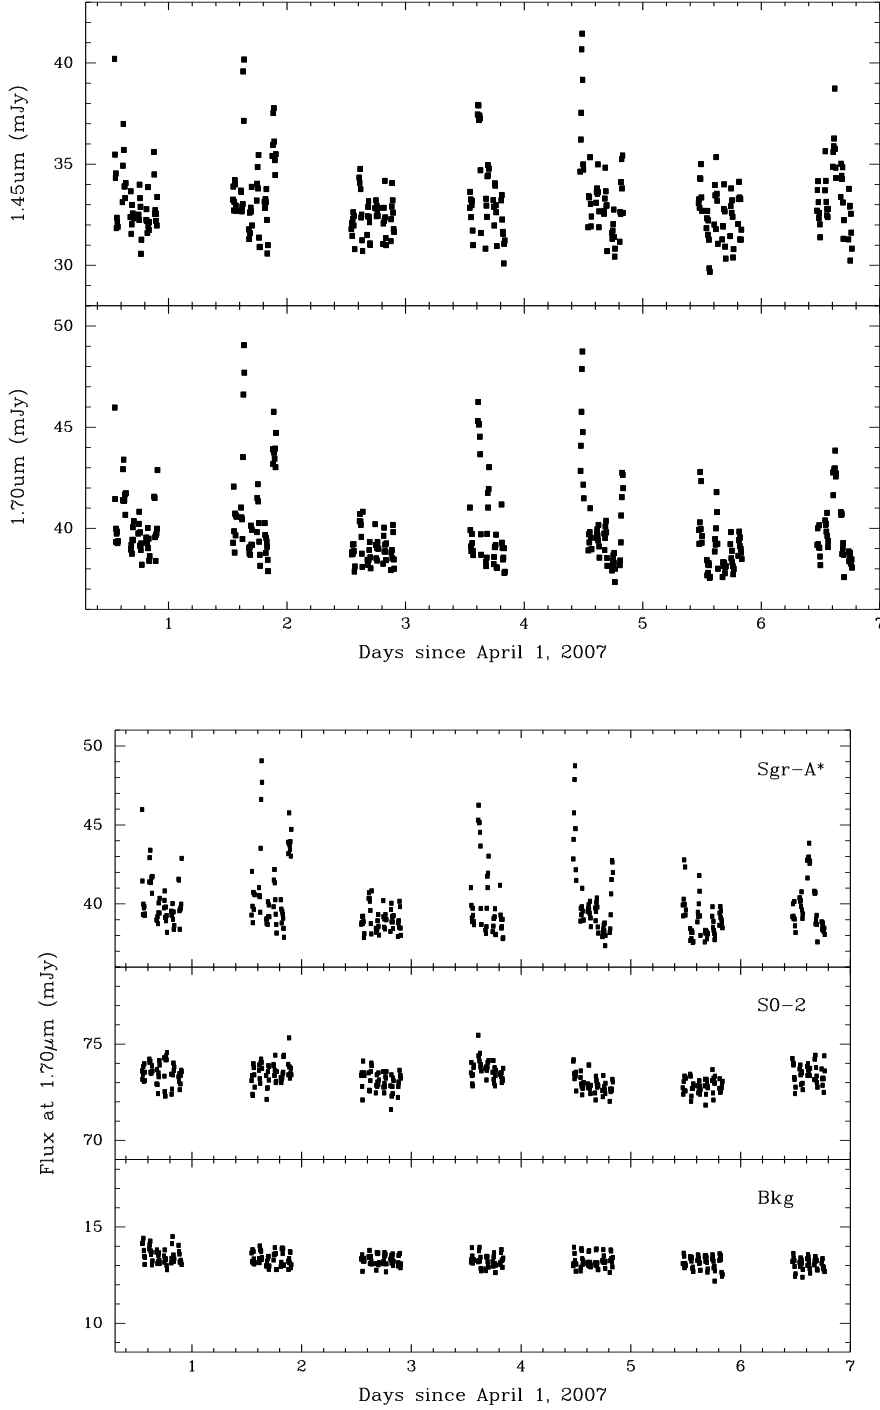 40
35
30
1.45um (mJy)
50
45
40
1.70um (mJy)
1 2 3 4 5 6 7
Days since April 1, 2007
50
45
40
Sgr-A*
75
70
S0-2
Flux at 1.70μm (mJy)
15
10
Bkg
1 2 3 4 5 6 7
Days since April 1, 2007